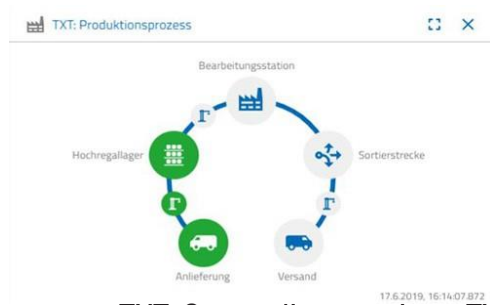 TXT: Produktionsprozess
Bearbeitungsstation
Hochregallager
Sortierstrecke
Anlieferung
Versand
17.6.2019, 16:14:07.872